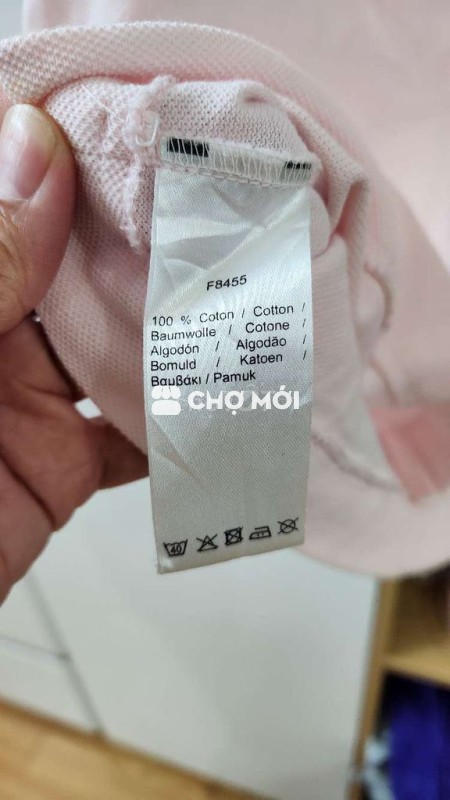 F8455
100 % Coton / Cotton /
Baumwolle / Cotone /
Algodón / Algodão /
Bomuld / Katoen /
Βαμβάκι / Pamuk
CHỢ MỚI
40